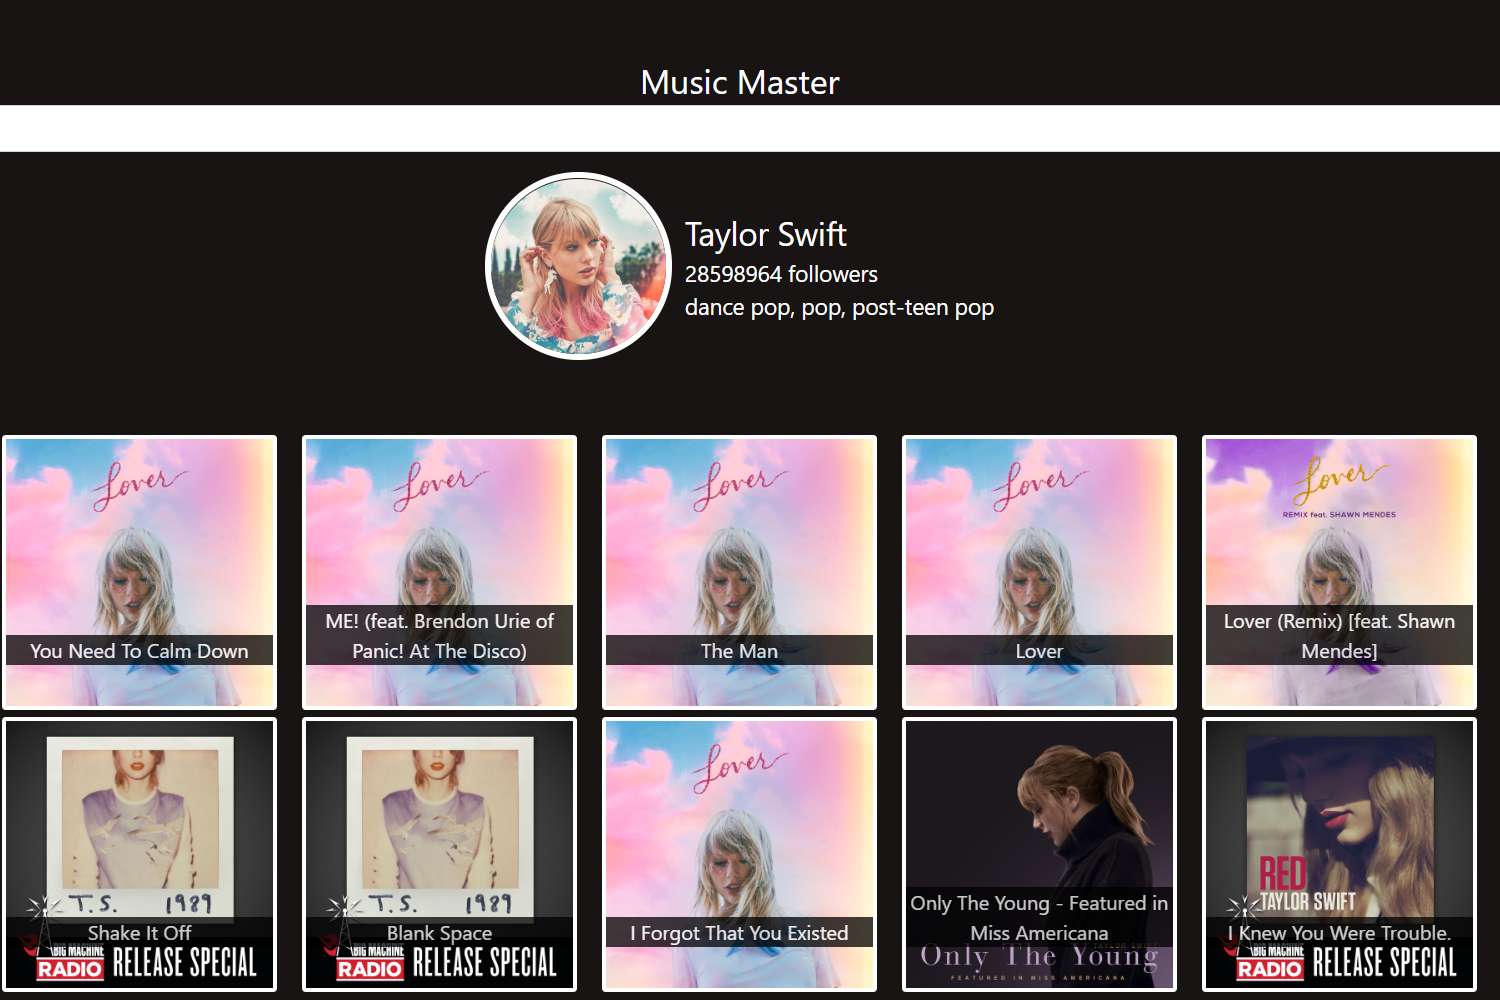 Music Master
Taylor Swift
28598964 followers
dance pop, pop, post-teen pop
Lover
You Need To Calm Down
Lover
ME! (feat. Brendon Urie of
Panic! At The Disco)
Lover
The Man
Lover
Lover
Lover
REMIX feat. SHAWN MENDES
Lover (Remix) [feat. Shawn
Mendes]
T.S. 1989
Shake It Off
BIG MACHINE
RADIO RELEASE SPECIAL
T.S. 1989
Blank Space
BIG MACHINE
RADIO RELEASE SPECIAL
Lover
I Forgot That You Existed
Only The Young - Featured in
Miss Americana
TAYLOR SWIFT
Only The Young
FEATURED IN MISS AMERICANA
RED
TAYLOR SWIFT
I Knew You Were Trouble.
BIG MACHINE
RADIO RELEASE SPECIAL